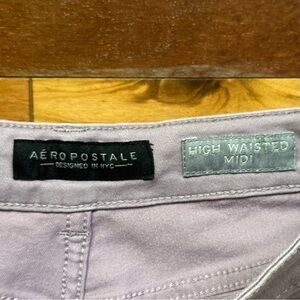 AÉROPOSTALE
DESIGNED IN NYC
HIGH WAISTED
MIDI